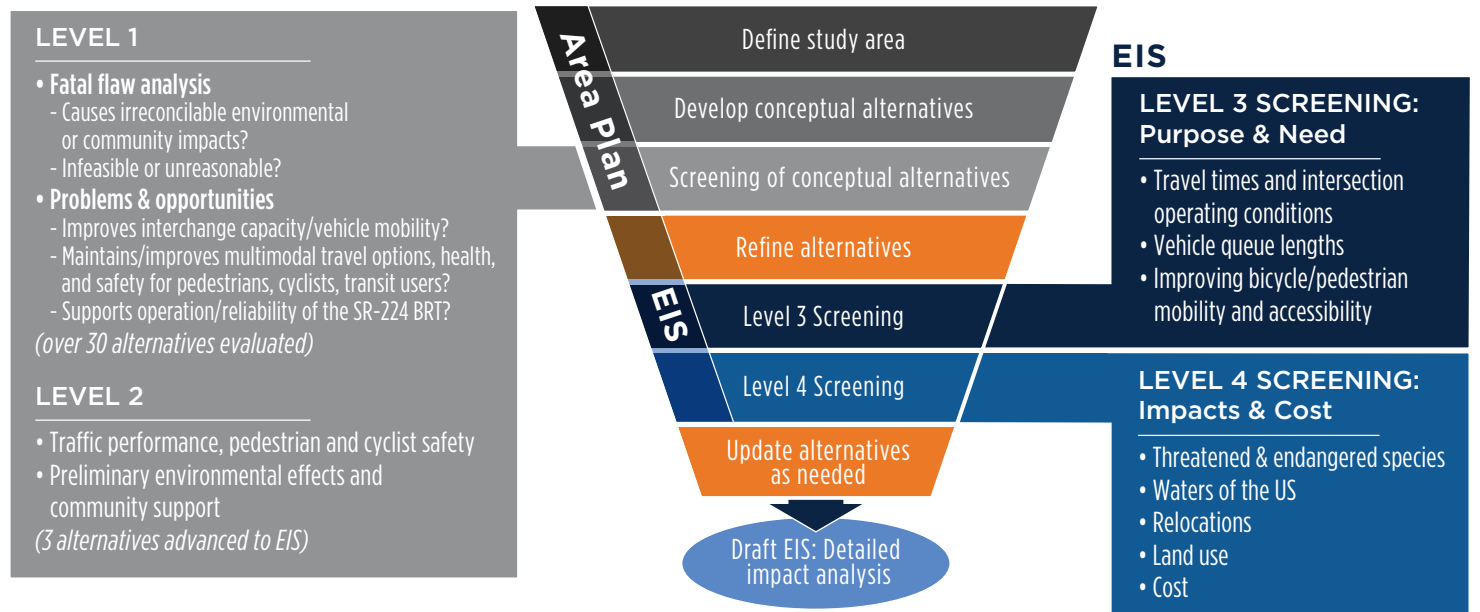 LEVEL 1
• Fatal flaw analysis
- Causes irreconcilable environmental
or community impacts?
- Infeasible or unreasonable?
• Problems & opportunities
- Improves interchange capacity/vehicle mobility?
- Maintains/improves multimodal travel options, health,
and safety for pedestrians, cyclists, transit users?
- Supports operation/reliability of the SR-224 BRT?
(over 30 alternatives evaluated)
LEVEL 2
• Traffic performance, pedestrian and cyclist safety
• Preliminary environmental effects and
community support
(3 alternatives advanced to EIS)
Area Plan
Define study area
Develop conceptual alternatives
Screening of conceptual alternatives
Refine alternatives
EIS
Level 3 Screening
Level 4 Screening
Update alternatives
as needed
Draft EIS: Detailed
impact analysis
EIS
LEVEL 3 SCREENING:
Purpose & Need
• Travel times and intersection
operating conditions
• Vehicle queue lengths
• Improving bicycle/pedestrian
mobility and accessibility
LEVEL 4 SCREENING:
Impacts & Cost
• Threatened & endangered species
• Waters of the US
• Relocations
• Land use
• Cost